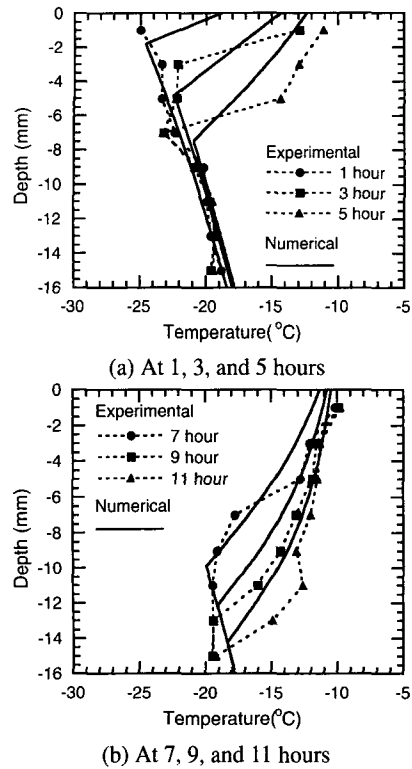 0
-2
-4
-6
-8
-10
-12
-14
-16
Depth (mm)
Experimental
1 hour
3 hour
5 hour
Numerical
-30 -25 -20 -15 -10 -5
Temperature(°C)
(a) At 1, 3, and 5 hours
0
-2
-4
-6
-8
-10
-12
-14
-16
Depth (mm)
Experimental
7 hour
9 hour
11 hour
Numerical
-30 -25 -20 -15 -10 -5
Temperature(°C)
(b) At 7, 9, and 11 hours